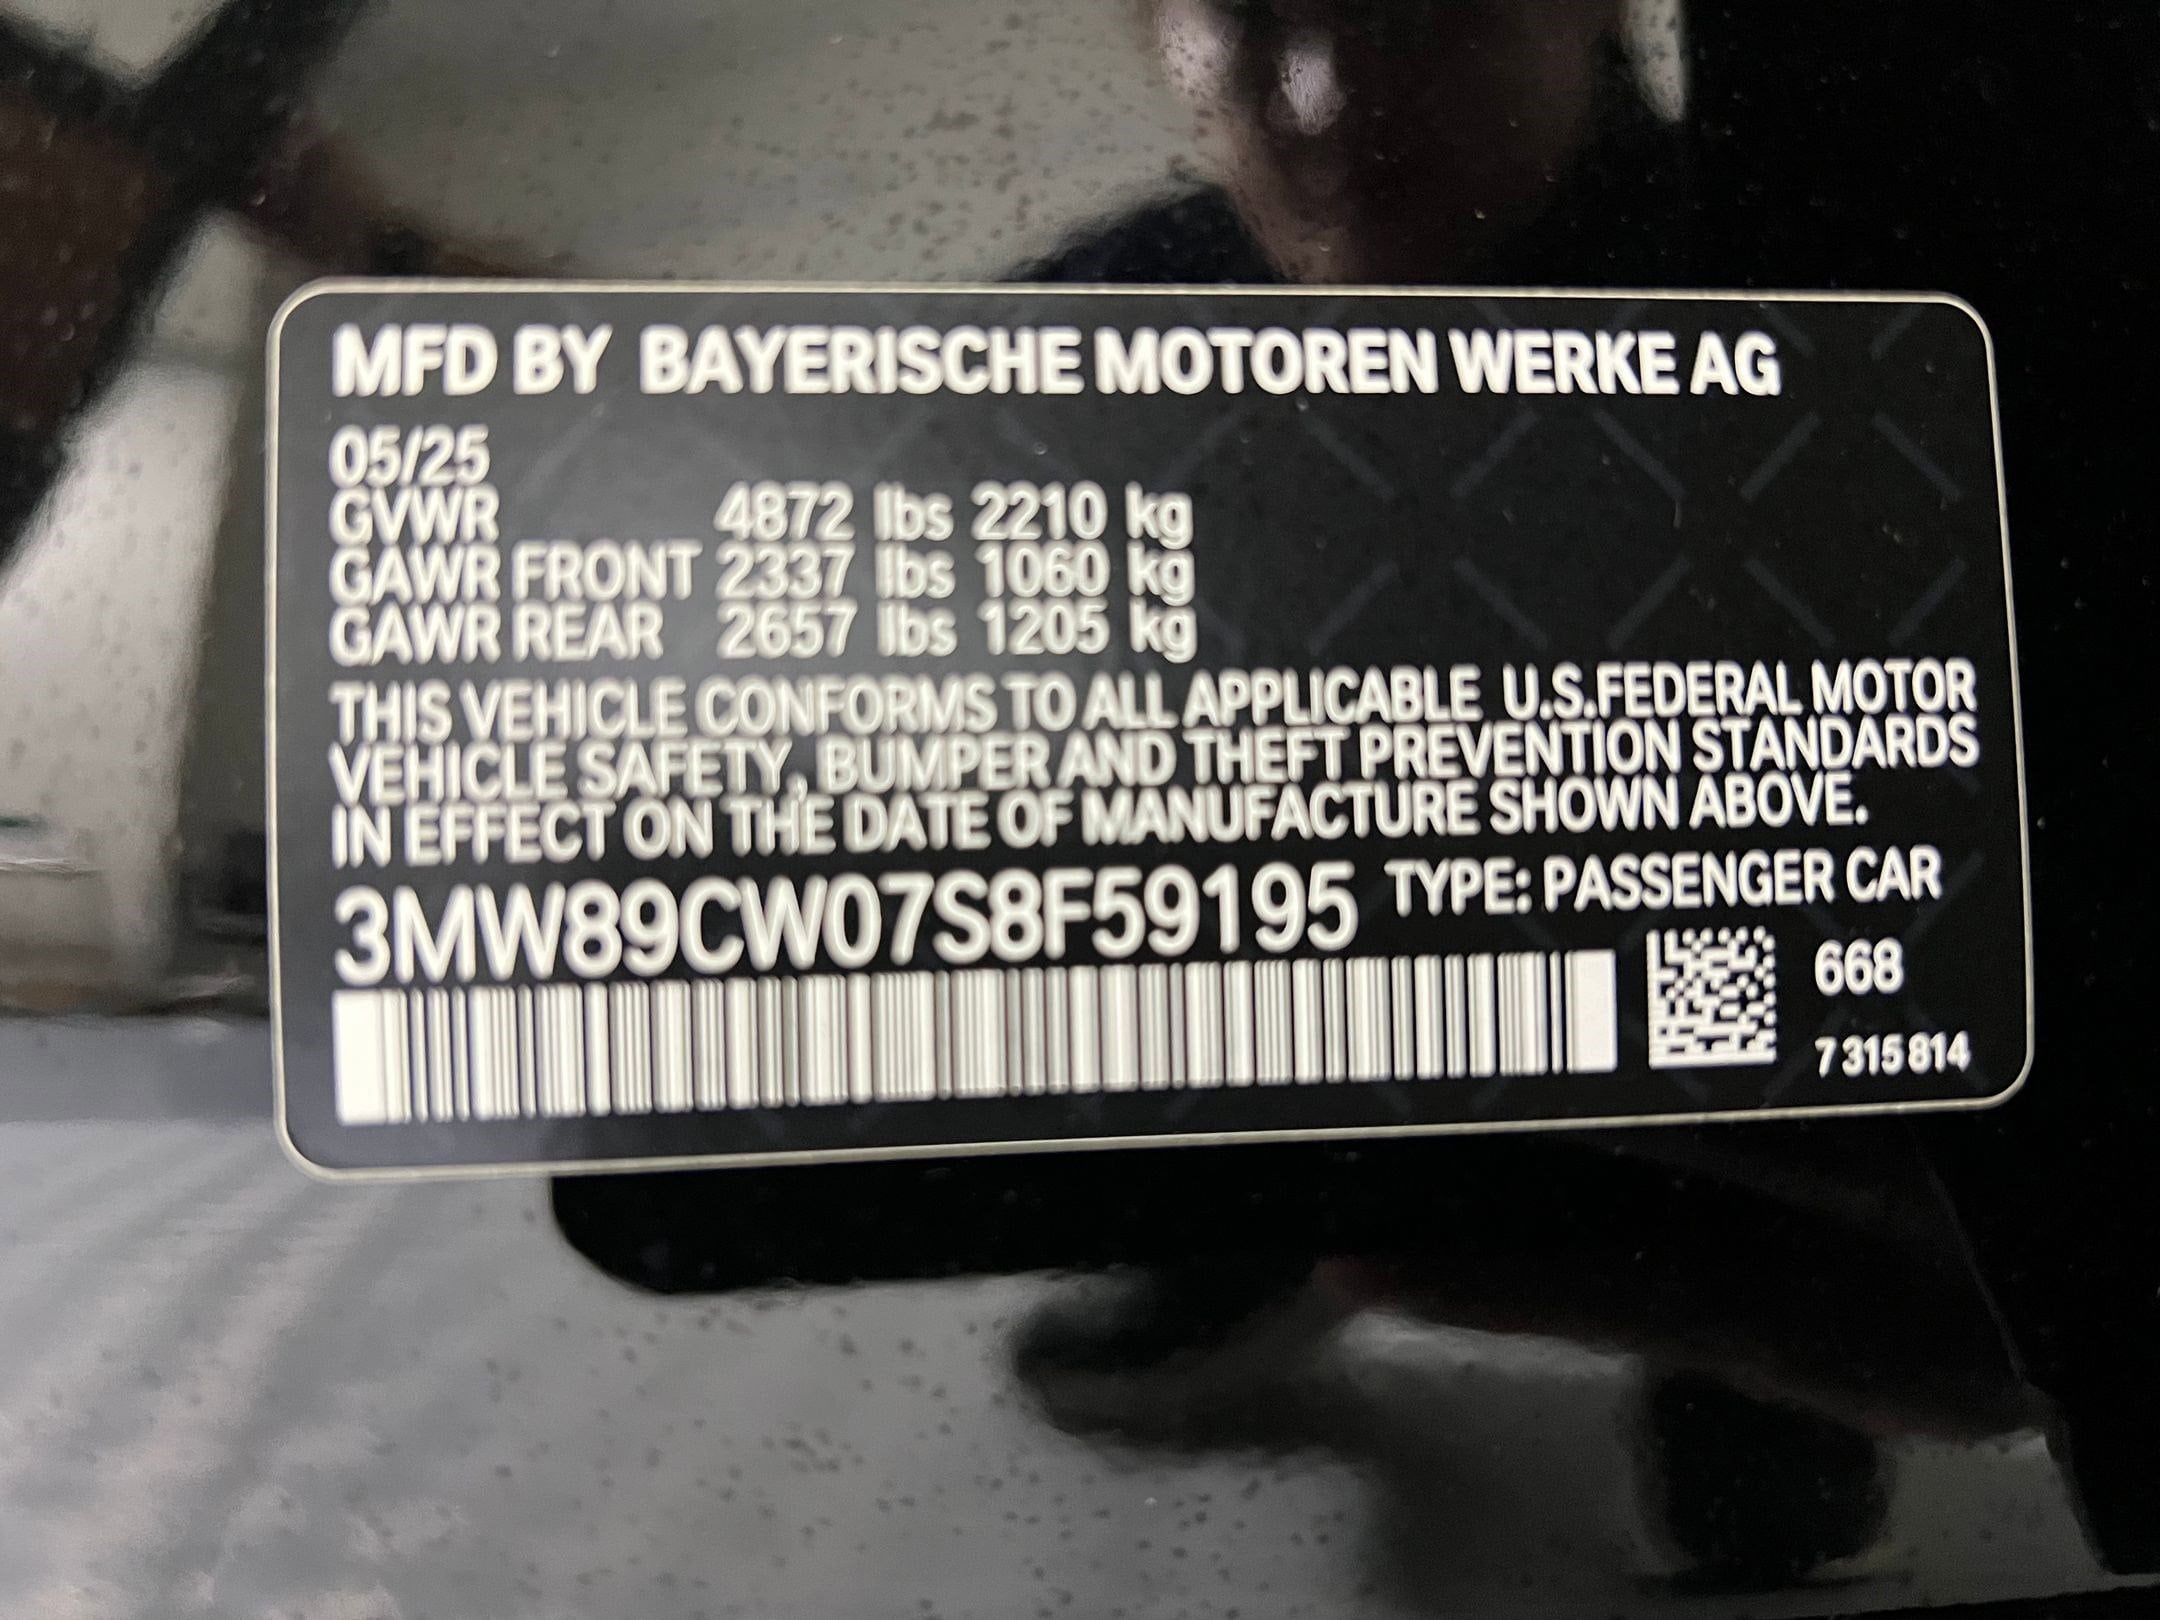 MFD BY BAYERISCHE MOTOREN WERKE AG
05/25
GVWR 4872 lbs 2210 kg
GAWR FRONT 2337 lbs 1060 kg
GAWR REAR 2657 lbs 1205 kg
THIS VEHICLE CONFORMS TO ALL APPLICABLE U.S.FEDERAL MOTOR
VEHICLE SAFETY, BUMPER AND THEFT PREVENTION STANDARDS
IN EFFECT ON THE DATE OF MANUFACTURE SHOWN ABOVE.
3MW89CW07S8F59195 TYPE: PASSENGER CAR
668
7 315 814